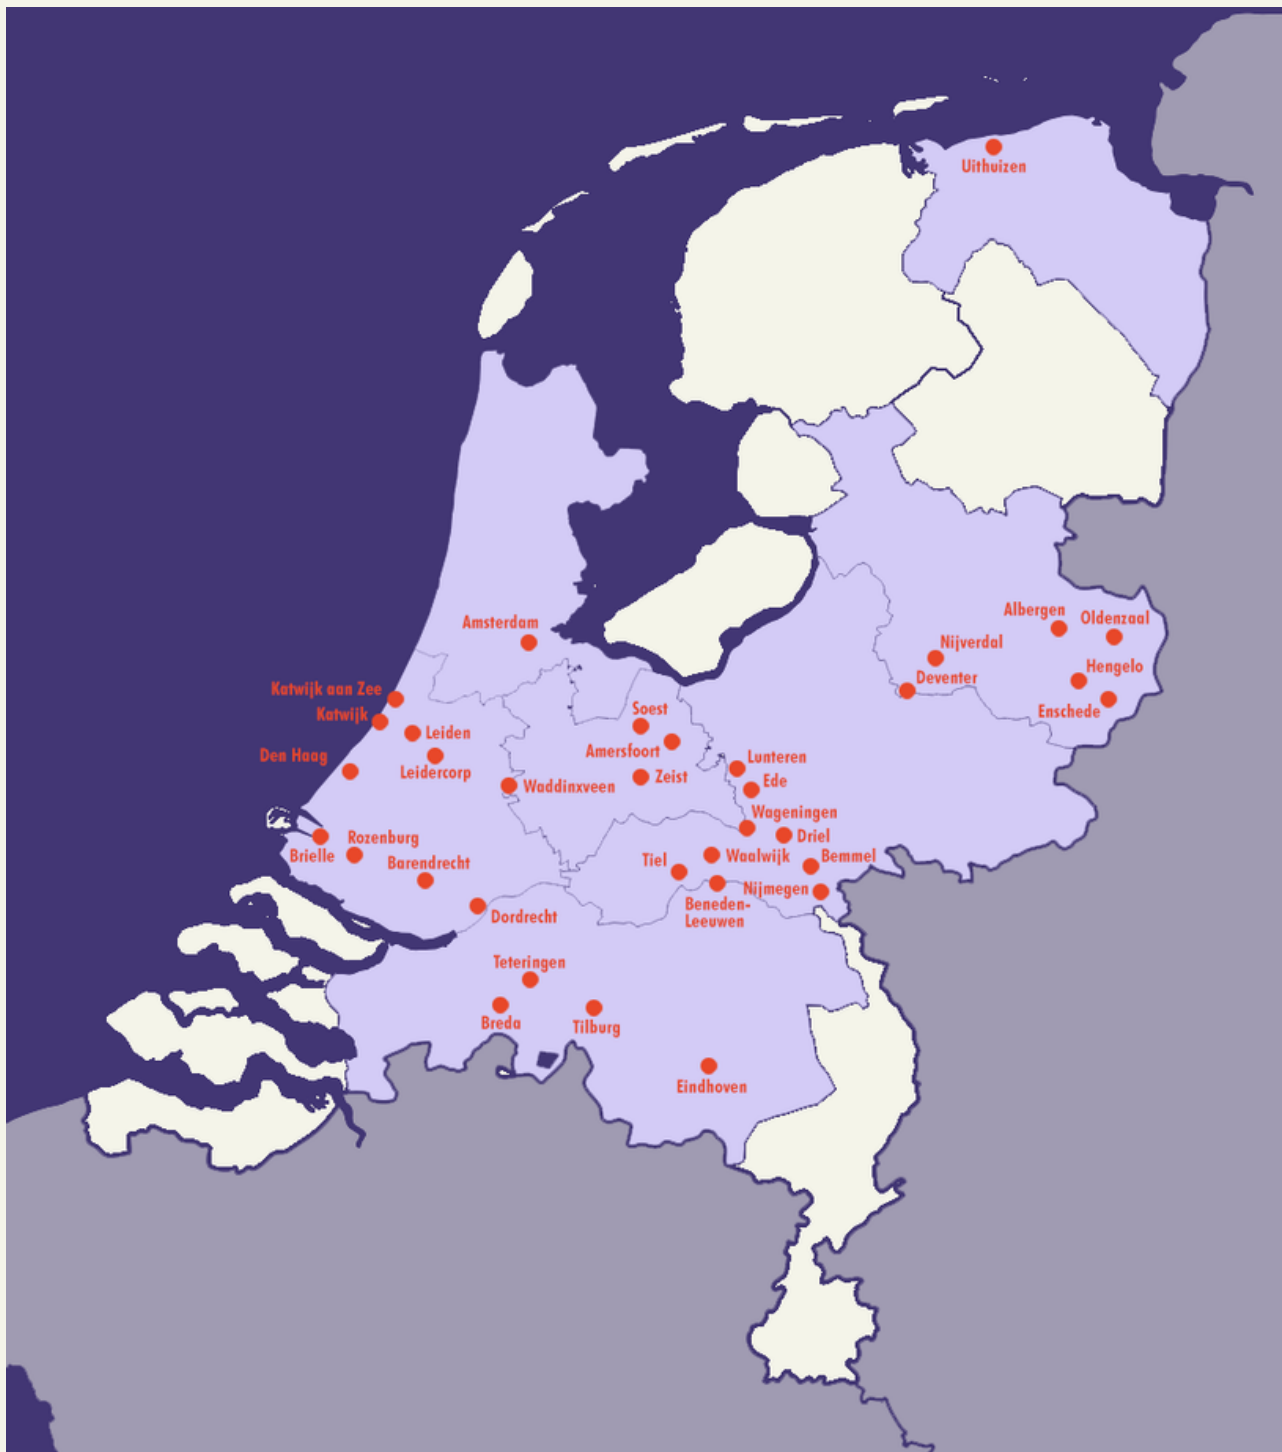 Uithuizen
Albergen
Oldenzaal
Amsterdam
Nijverdal
Hengelo
Deventer
Katwijk aan Zee
Enschede
Soest
Katwijk
Leiden
Amersfoort
Den Haag
Lunteren
Leidercorp
Zeist
Ede
Waddinxveen
Wageningen
Driel
Rozenburg
Brielle
Waalwijk
Bemmel
Tiel
Barendrecht
Nijmegen
Beneden-
Leeuwen
Dordrecht
Teteringen
Breda
Tilburg
Eindhoven